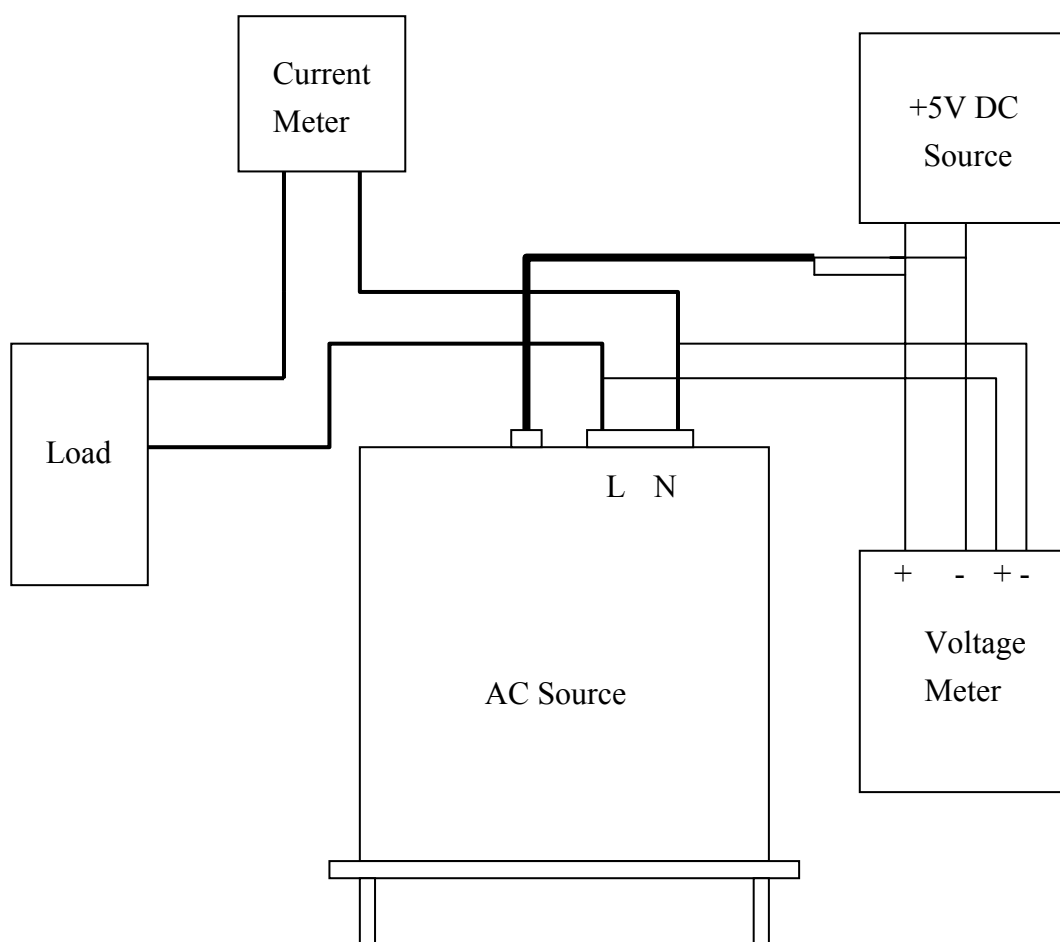 Current
Meter
+5V DC
Source
Load
L N
+ - + -
Voltage
Meter
AC Source